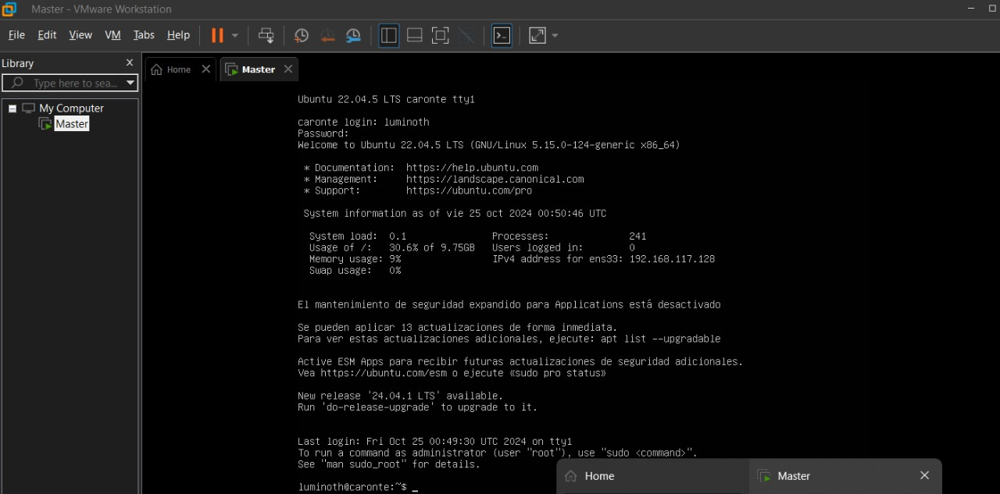 Master - VMware Workstation
File Edit View VM Tabs Help
Library
Type here to sea...
My Computer
Master
Home
Master
Ubuntu 22.04.5 LTS caronte tty1
caronte login: luminoth
Password:
Welcome to Ubuntu 22.04.5 LTS (GNU/Linux 5.15.0-124-generic x86_64)
* Documentation: https://help.ubuntu.com
* Management: https://landscape.canonical.com
* Support: https://ubuntu.com/pro
System information as of vie 25 oct 2024 00:50:46 UTC
System load: 0.1 Processes: 241
Usage of /: 30.6% of 9.75GB Users logged in: 0
Memory usage: 9% IPv4 address for ens33: 192.168.117.128
Swap usage: 0%
El mantenimiento de seguridad expandido para Applications está desactivado
Se pueden aplicar 13 actualizaciones de forma inmediata.
Para ver estas actualizaciones adicionales, ejecute: apt list --upgradable
Active ESM Apps para recibir futuras actualizaciones de seguridad adicionales.
Vea https://ubuntu.com/esm o ejecute «sudo pro status»
New release '24.04.1 LTS' available.
Run 'do-release-upgrade' to upgrade to it.
Last login: Fri Oct 25 00:49:30 UTC 2024 on tty1
To run a command as administrator (user "root"), use "sudo <command>".
See "man sudo_root" for details.
luminoth@caronte:~$ _
Home
Master